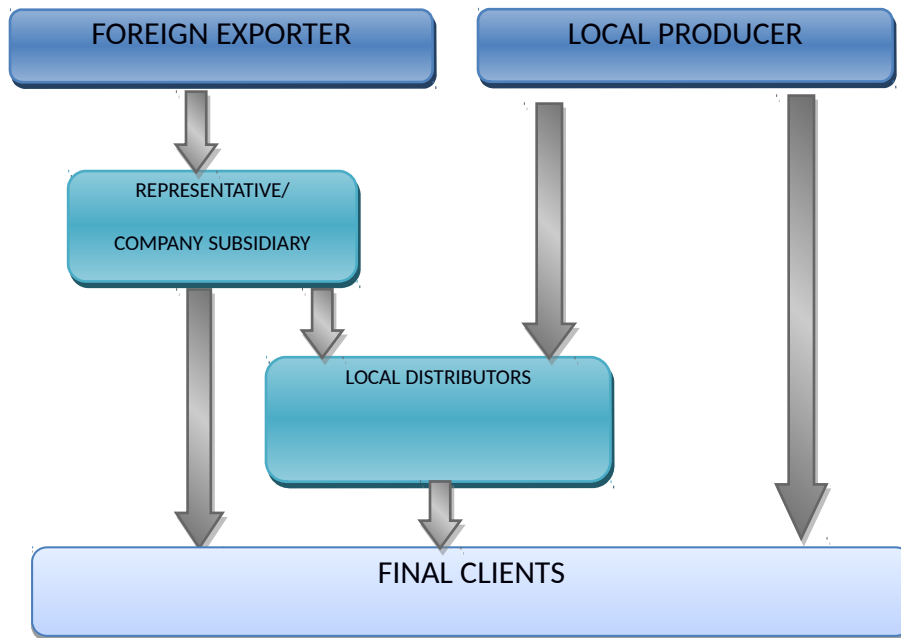 FOREIGN EXPORTER
LOCAL PRODUCER
REPRESENTATIVE/
COMPANY SUBSIDIARY
LOCAL DISTRIBUTORS
FINAL CLIENTS